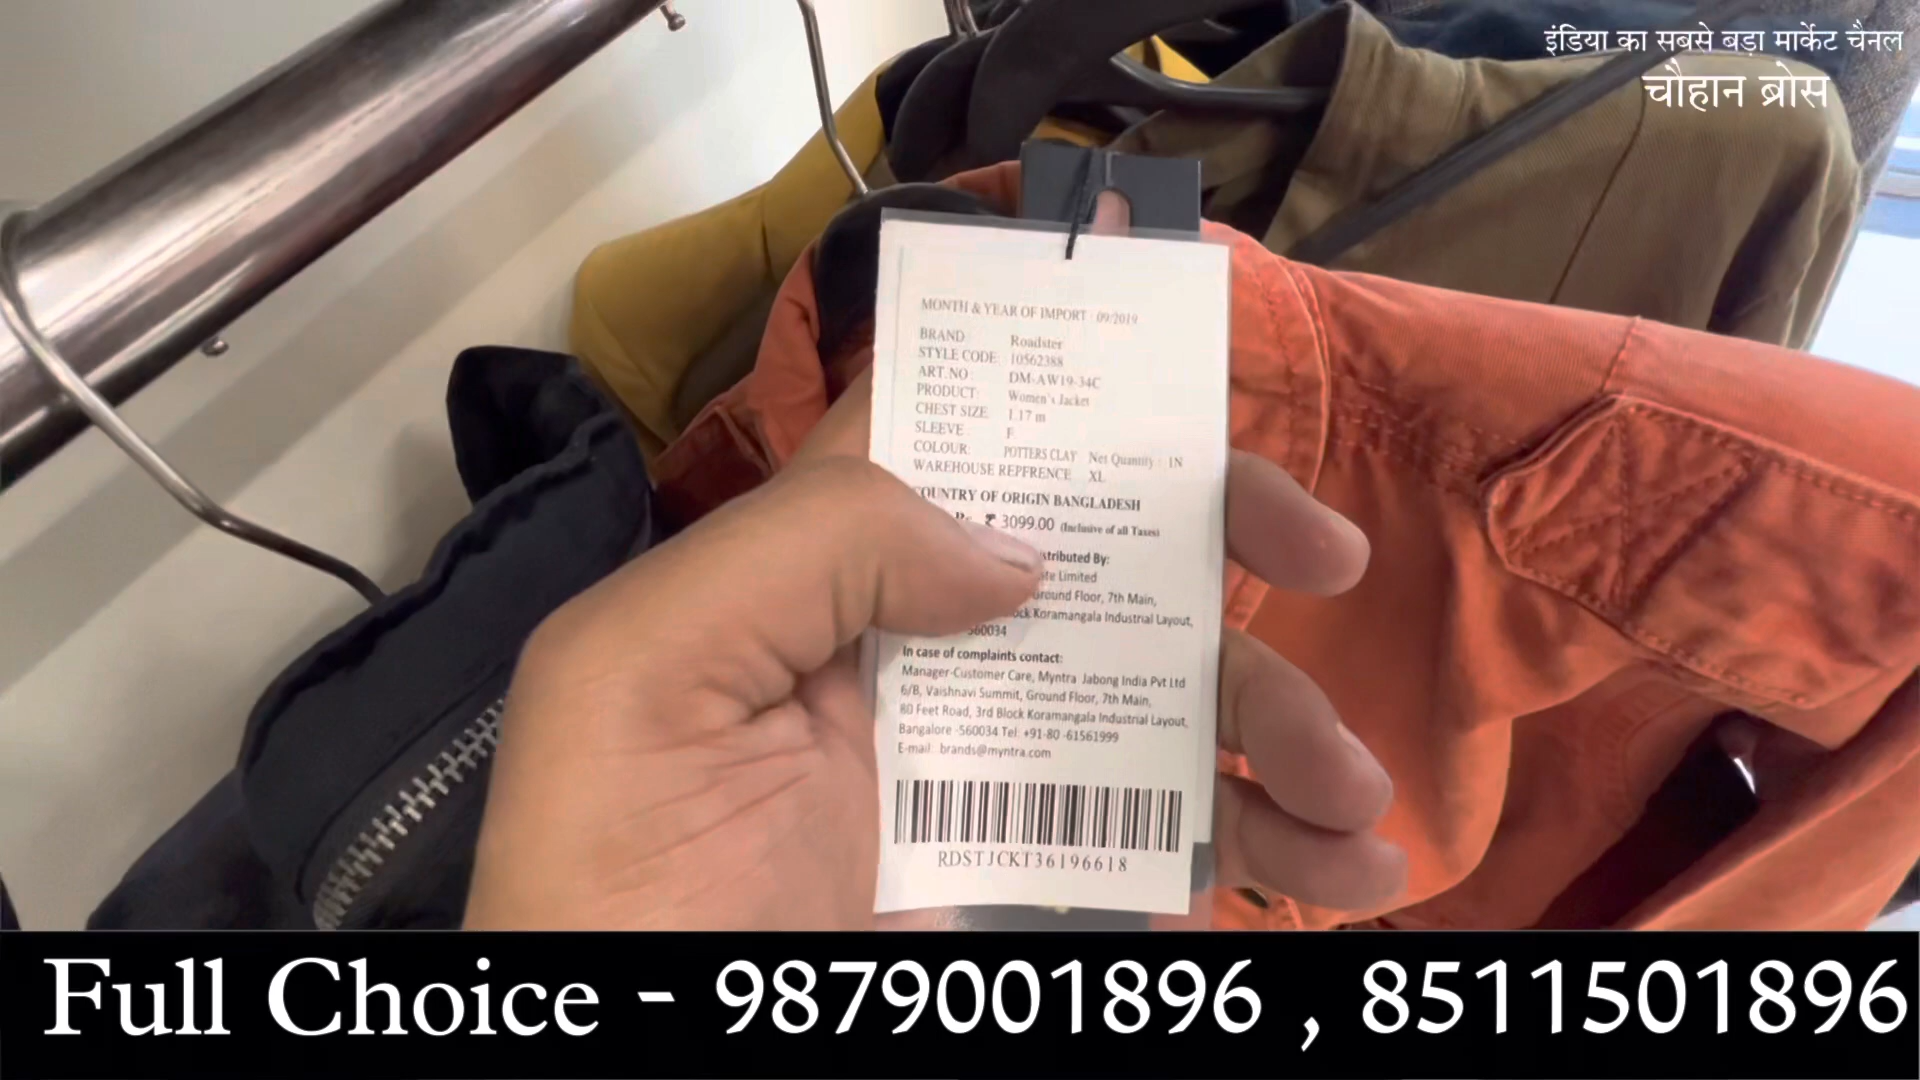 इंडिया का सबसे बड़ा मार्केट चैनल
चौहान ब्रोस
MONTH & YEAR OF IMPORT : 09/2019
BRAND: Roadster
STYLE CODE: 10562388
ART.NO: DM-AW19-34C
PRODUCT: Women's Jacket
CHEST SIZE 1.17 m
SLEEVE: F
COLOUR: POTTERS CLAY Net Quantity : 1N
WAREHOUSE REPFRENCE XL
COUNTRY OF ORIGIN BANGLADESH
Rs. ₹ 3099.00 (Inclusive of all Taxes)
By:
Limited
Ground Floor, 7th Main,
Koramangala Industrial Layout,
560034
In case of complaints contact:
Manager-Customer Care, Myntra Jabong India Pvt Ltd
6/B, Vaishnavi Summit, Ground Floor, 7th Main,
80 Feet Road, 3rd Block Koramangala Industrial Layout,
Bangalore -560034 Tel: +91-80 -61561999
E-mail: brands@myntra.com
RDSTJCKT36196618
Full Choice - 9879001896 , 8511501896